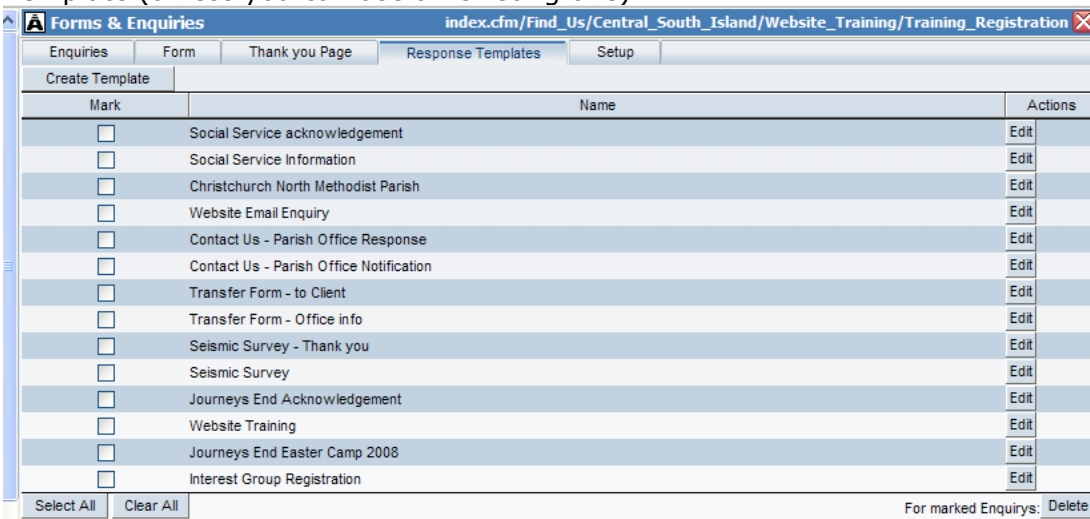 Forms & Enquiries index.cfm/Find_Us/Central_South_Island/Website_Training/Training_Registration
Enquiries Form Thank you Page Response Templates Setup
Create Template
Mark Name Actions
Social Service acknowledgement Edit
Social Service Information Edit
Christchurch North Methodist Parish Edit
Website Email Enquiry Edit
Contact Us - Parish Office Response Edit
Contact Us - Parish Office Notification Edit
Transfer Form - to Client Edit
Transfer Form - Office info Edit
Seismic Survey - Thank you Edit
Seismic Survey Edit
Journeys End Acknowledgement Edit
Website Training Edit
Journeys End Easter Camp 2008 Edit
Interest Group Registration Edit
Select All Clear All For marked Enquirys: Delete